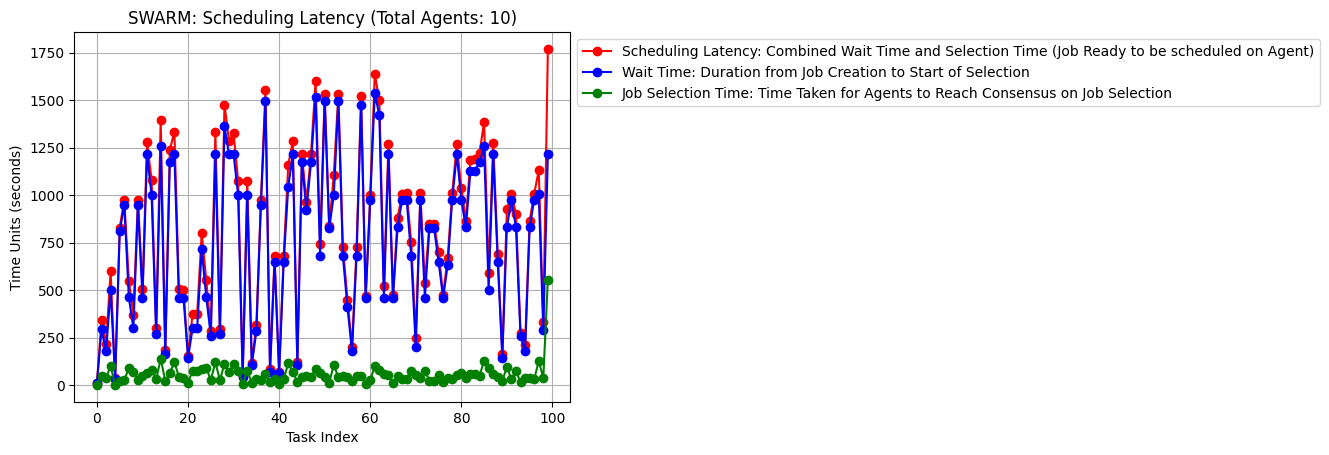 SWARM: Scheduling Latency (Total Agents: 10)
Scheduling Latency: Combined Wait Time and Selection Time (Job Ready to be scheduled on Agent)
Wait Time: Duration from Job Creation to Start of Selection
Job Selection Time: Time Taken for Agents to Reach Consensus on Job Selection
Time Units (seconds)
1750
1500
1250
1000
750
500
250
0
0 20 40 60 80 100
Task Index